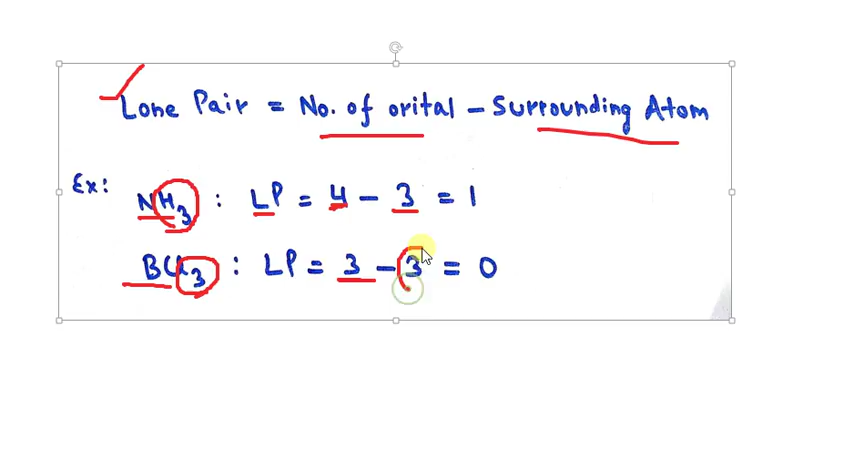 Lone Pair = No. of orital - Surrounding Atom
Ex:
NH3 : LP = 4 - 3 = 1
BCl3 : LP = 3 - 3 = 0